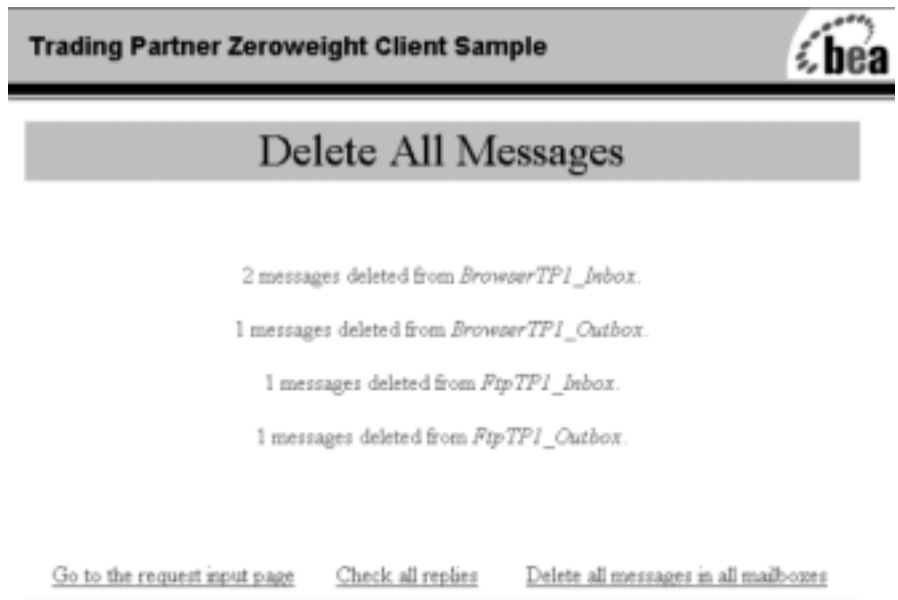 Trading Partner Zeroweight Client Sample
bea
Delete All Messages
2 messages deleted from BrowserTP1_Inbox.
1 messages deleted from BrowserTP1_Outbox.
1 messages deleted from FtpTP1_Inbox.
1 messages deleted from FtpTP1_Outbox.
Go to the request input page Check all replies Delete all messages in all mailboxes